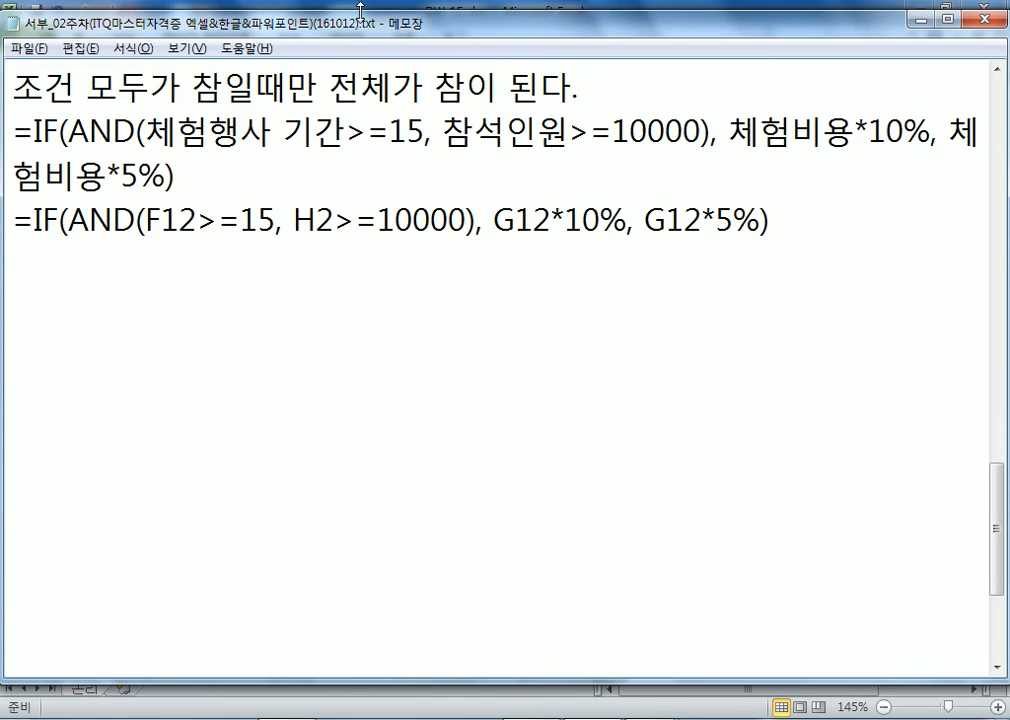 서부_02주차(ITQ마스터자격증 엑셀&한글&파워포인트)(161012).txt - 메모장
파일(F) 편집(E) 서식(O) 보기(V) 도움말(H)
조건 모두가 참일때만 전체가 참이 된다.
=IF(AND(체험행사 기간>=15, 참석인원>=10000), 체험비용*10%, 체
험비용*5%)
=IF(AND(F12>=15, H2>=10000), G12*10%, G12*5%)
논리
준비 145%